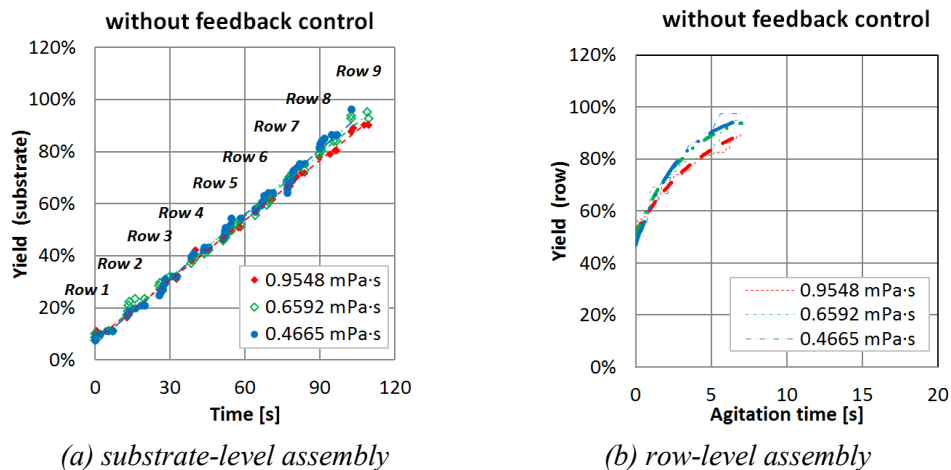 without feedback control
120%
100%
80%
60%
40%
20%
0%
Yield (substrate)
Row 1
Row 2
Row 3
Row 4
Row 5
Row 6
Row 7
Row 8
Row 9
0.9548 mPa·s
0.6592 mPa·s
0.4665 mPa·s
0 30 60 90 120
Time [s]
(a) substrate-level assembly
without feedback control
120%
100%
80%
60%
40%
20%
0%
Yield (row)
0.9548 mPa·s
0.6592 mPa·s
0.4665 mPa·s
0 5 10 15 20
Agitation time [s]
(b) row-level assembly